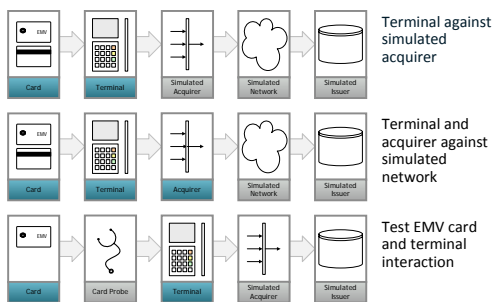 EMV
Card
Terminal
Simulated
Acquirer
Simulated
Network
Simulated
Issuer
Terminal against
simulated
acquirer
EMV
Card
Terminal
Acquirer
Simulated
Network
Simulated
Issuer
Terminal and
acquirer against
simulated
network
EMV
Card
Card Probe
Terminal
Simulated
Acquirer
Simulated
Issuer
Test EMV card
and terminal
interaction